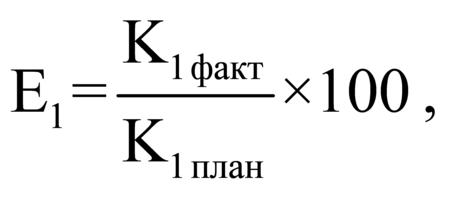 E₁ = K₁ факт / K₁ план × 100 ,